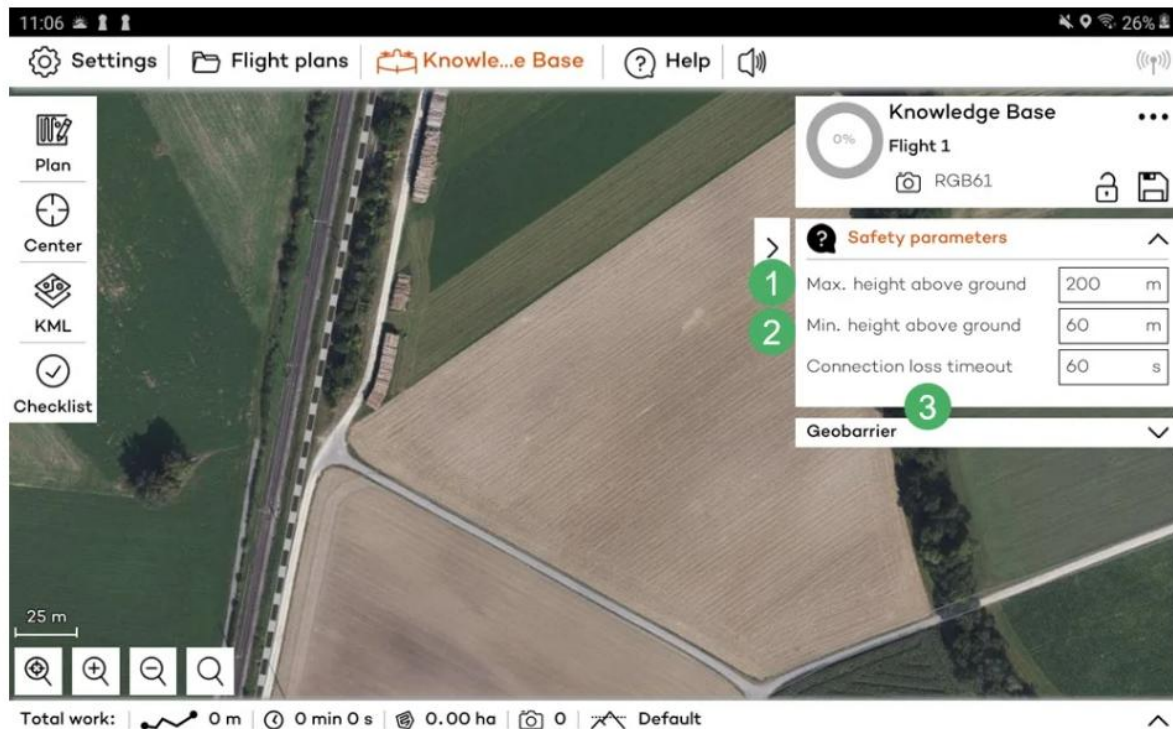 11:06 26%
Settings Flight plans Knowle...e Base Help
Plan
Center
KML
Checklist
Knowledge Base
0%
Flight 1
RGB61
Safety parameters
1 Max. height above ground 200 m
2 Min. height above ground 60 m
Connection loss timeout 60 s
3
Geobarrier
25 m
Total work: 0 m 0 min 0 s 0.00 ha 0 Default